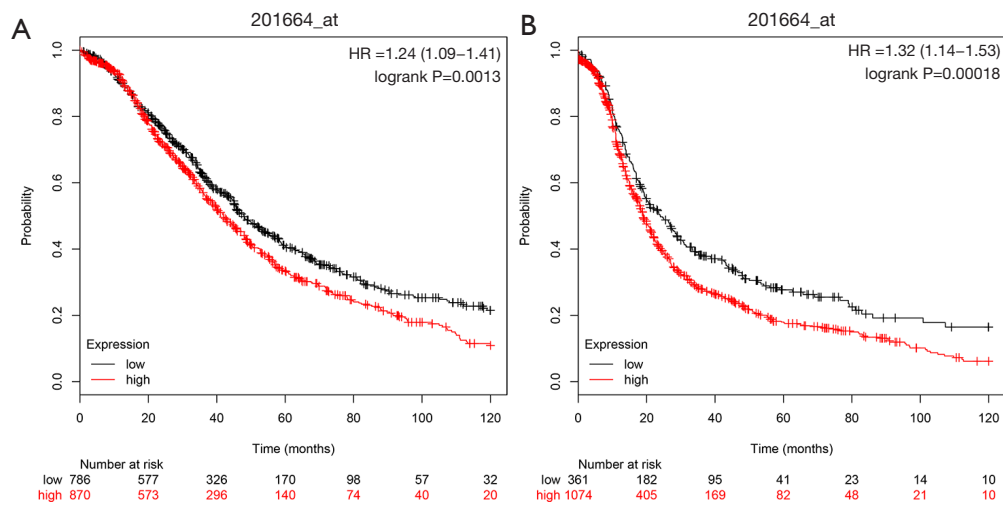 A
201664_at
HR =1.24 (1.09–1.41)
logrank P=0.0013
Probability
1.0
0.8
0.6
0.4
0.2
0.0
Expression
low
high
0 20 40 60 80 100 120
Time (months)
Number at risk
low 786 577 326 170 98 57 32
high 870 573 296 140 74 40 20
B
201664_at
HR =1.32 (1.14–1.53)
logrank P=0.00018
Probability
1.0
0.8
0.6
0.4
0.2
0.0
Expression
low
high
0 20 40 60 80 100 120
Time (months)
Number at risk
low 361 182 95 41 23 14 10
high 1074 405 169 82 48 21 10